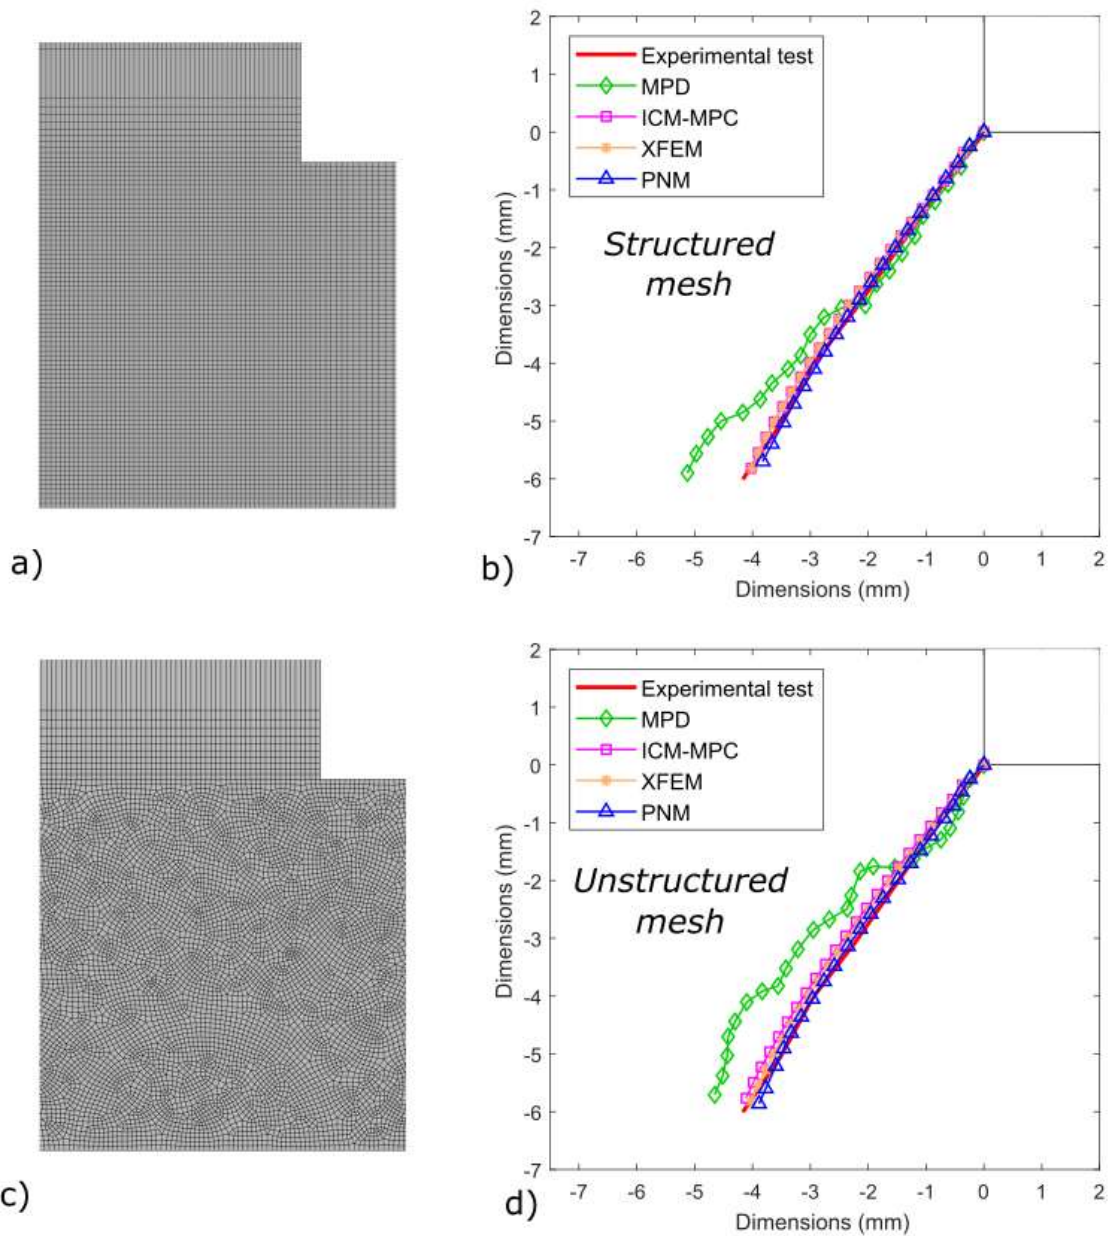 2
1
0
-1
-2
-3
-4
-5
-6
-7
Dimensions (mm)
Experimental test
MPD
ICM-MPC
XFEM
PNM
Structured
mesh
-7 -6 -5 -4 -3 -2 -1 0 1 2
Dimensions (mm)
a)
b)
2
1
0
-1
-2
-3
-4
-5
-6
-7
Dimensions (mm)
Experimental test
MPD
ICM-MPC
XFEM
PNM
Unstructured
mesh
-7 -6 -5 -4 -3 -2 -1 0 1 2
Dimensions (mm)
c)
d)